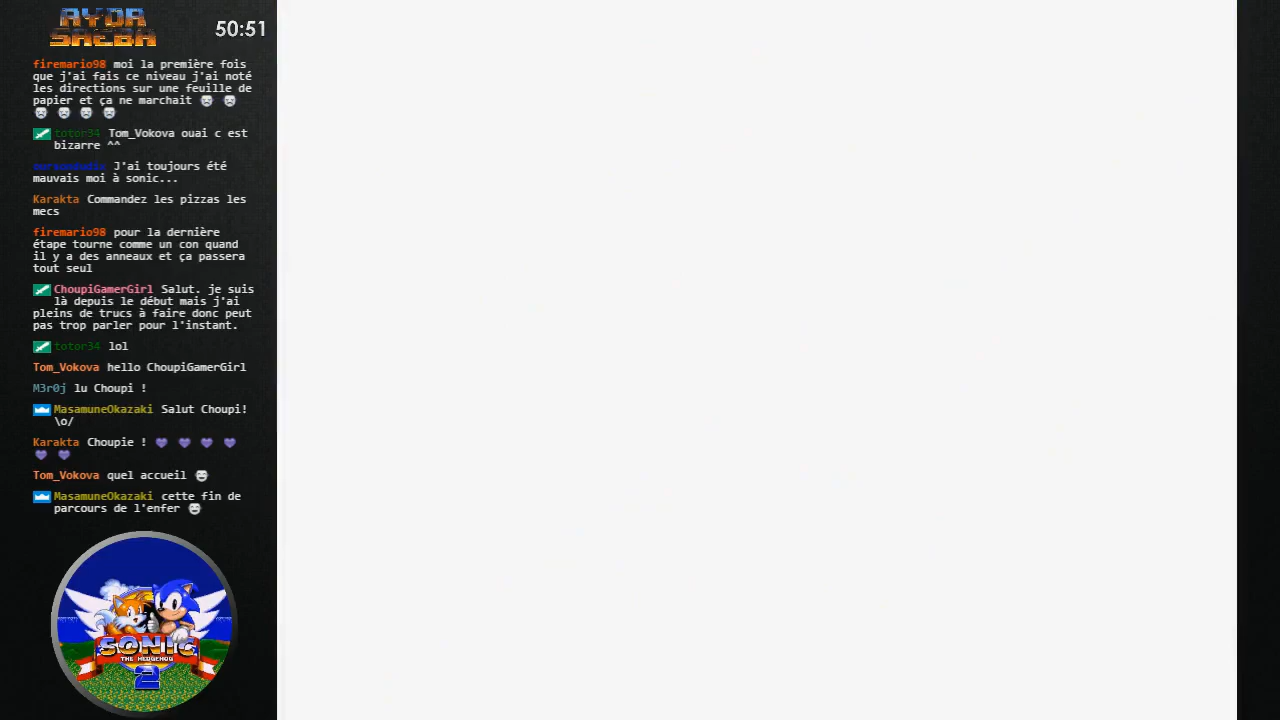 AYDA
SAEBA
50:51
firemario98 moi la première fois
que j'ai fais ce niveau j'ai noté
les directions sur une feuille de
papier et ça ne marchait
totor34 Tom_Vokova ouai c est
bizarre ^^
J'ai toujours été
mauvais moi à sonic...
Karakta Commandez les pizzas les
mecs
firemario98 pour la dernière
étape tourne comme un con quand
il y a des anneaux et ça passera
tout seul
ChoupiGamerGirl Salut. je suis
là depuis le début mais j'ai
pleins de trucs à faire donc peut
pas trop parler pour l'instant.
totor34 lol
Tom_Vokova hello ChoupiGamerGirl
M3r0j lu Choupi !
MasamuneOkazaki Salut Choupi!
\o/
Karakta Choupie !
Tom_Vokova quel accueil
MasamuneOkazaki cette fin de
parcours de l'enfer
SONIC
THE HEDGEHOG
2